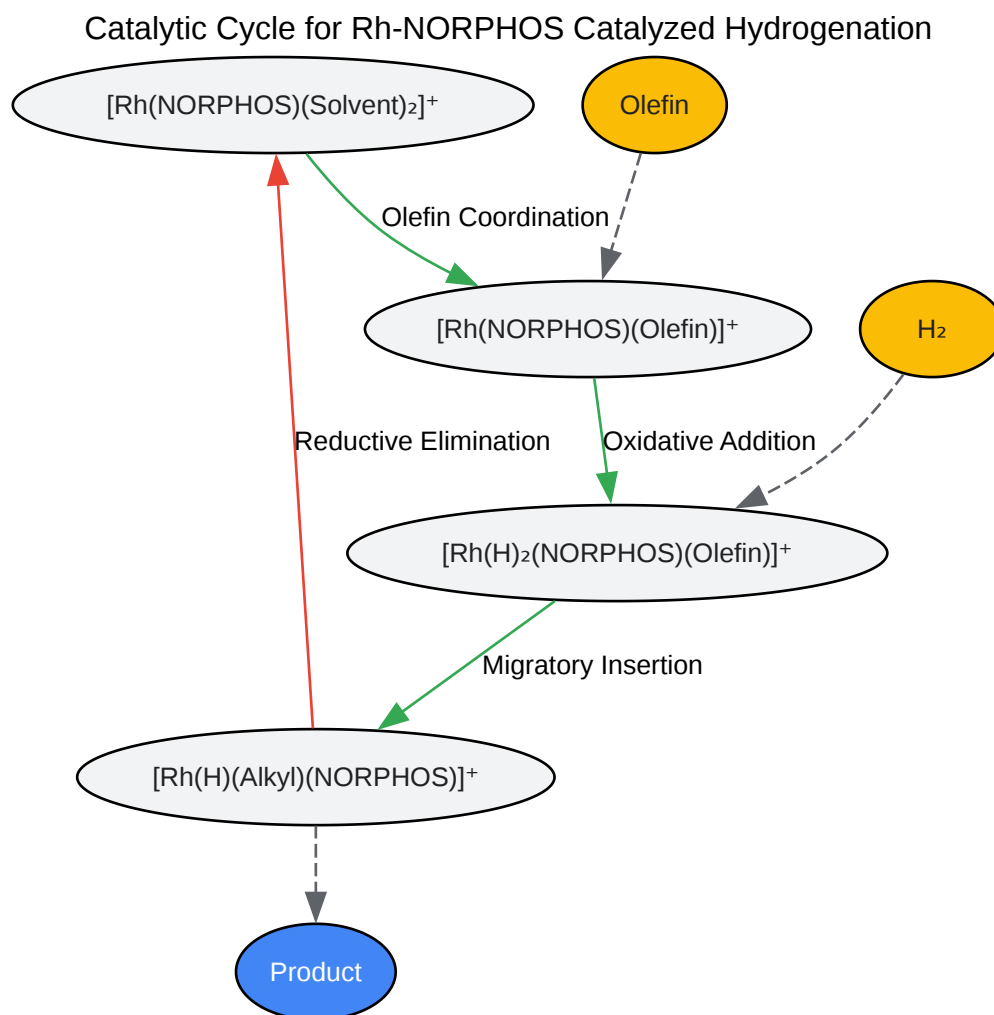 Catalytic Cycle for Rh-NORPHOS Catalyzed Hydrogenation
[Rh(NORPHOS)(Solvent)₂]⁺
Olefin
Olefin Coordination
[Rh(NORPHOS)(Olefin)]⁺
H₂
Reductive Elimination
Oxidative Addition
[Rh(H)₂(NORPHOS)(Olefin)]⁺
Migratory Insertion
[Rh(H)(Alkyl)(NORPHOS)]⁺
Product